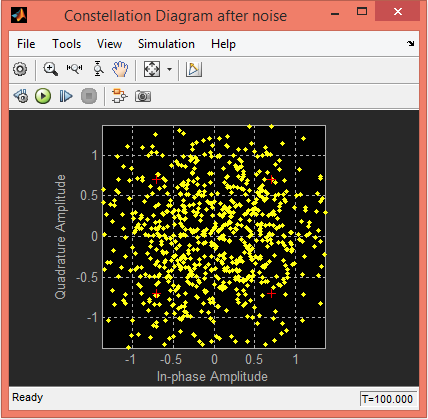 Constellation Diagram after noise
File Tools View Simulation Help
Quadrature Amplitude
1
0.5
0
-0.5
-1
-1 -0.5 0 0.5 1
In-phase Amplitude
Ready T=100.000